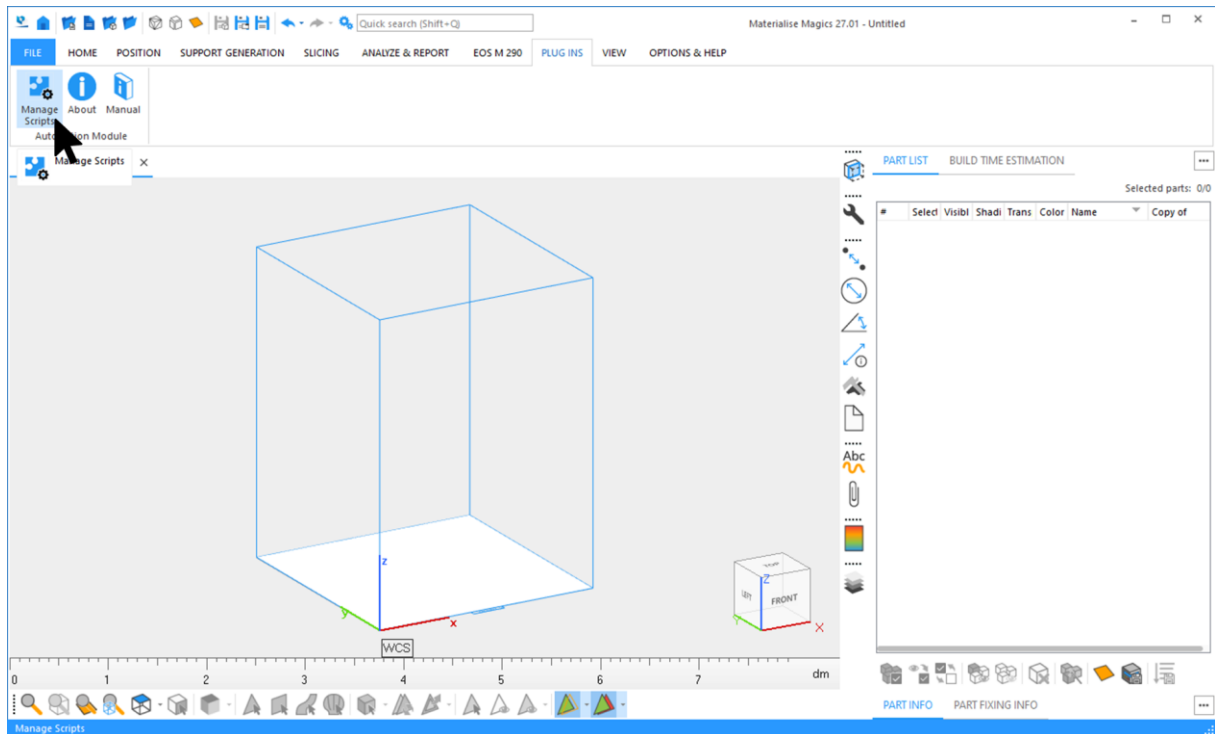 Quick search (Shift+Q)
Materialise Magics 27.01 - Untitled
FILE HOME POSITION SUPPORT GENERATION SLICING ANALYZE & REPORT EOS M 290 PLUG INS VIEW OPTIONS & HELP
Manage Scripts About Manual
Automation Module
Manage Scripts
PART LIST BUILD TIME ESTIMATION
Selected parts: 0/0
# Select Visibl Shadi Trans Color Name Copy of
Abc
z
y
x
WCS
TOP
Z
LEFT
FRONT
Y
X
0 1 2 3 4 5 6 7 dm
PART INFO PART FIXING INFO
Manage Scripts